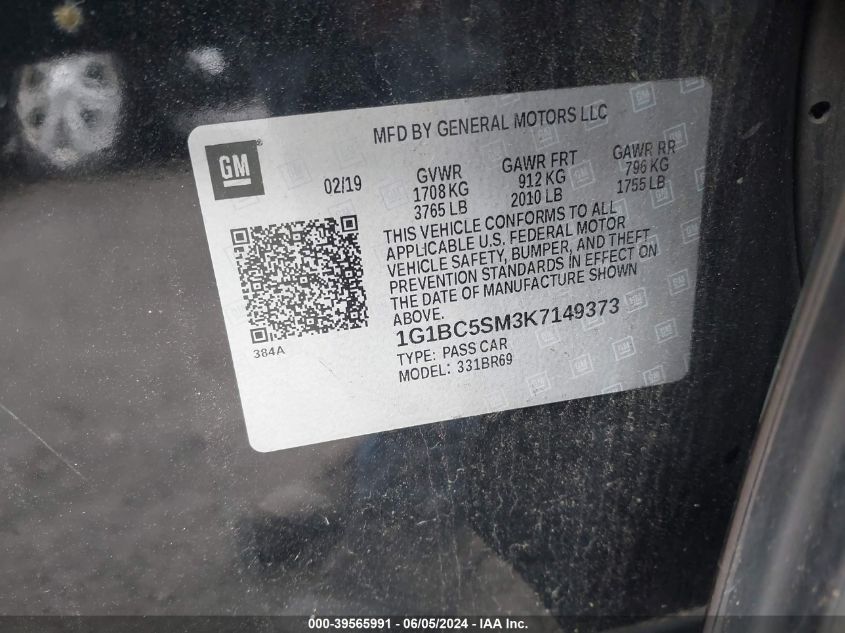 MFD BY GENERAL MOTORS LLC
GM
02/19
GVWR
1708 KG
3765 LB
GAWR FRT
912 KG
2010 LB
GAWR RR
796 KG
1755 LB
THIS VEHICLE CONFORMS TO ALL
APPLICABLE U.S. FEDERAL MOTOR
VEHICLE SAFETY, BUMPER, AND THEFT
PREVENTION STANDARDS IN EFFECT ON
THE DATE OF MANUFACTURE SHOWN
ABOVE.
1G1BC5SM3K7149373
TYPE: PASS CAR
MODEL: 331BR69
384A
000-39565991 - 06/05/2024 - IAA, Inc.